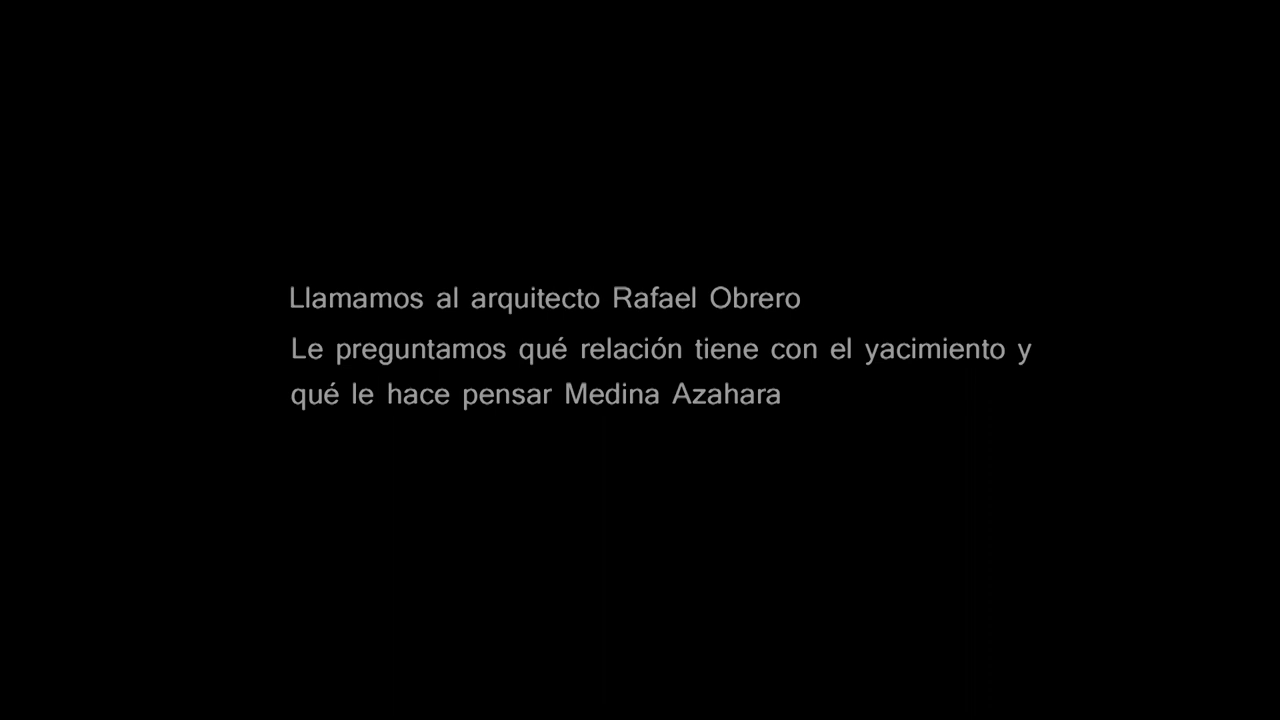 Llamamos al arquitecto Rafael Obrero
Le preguntamos qué relación tiene con el yacimiento y
qué le hace pensar Medina Azahara